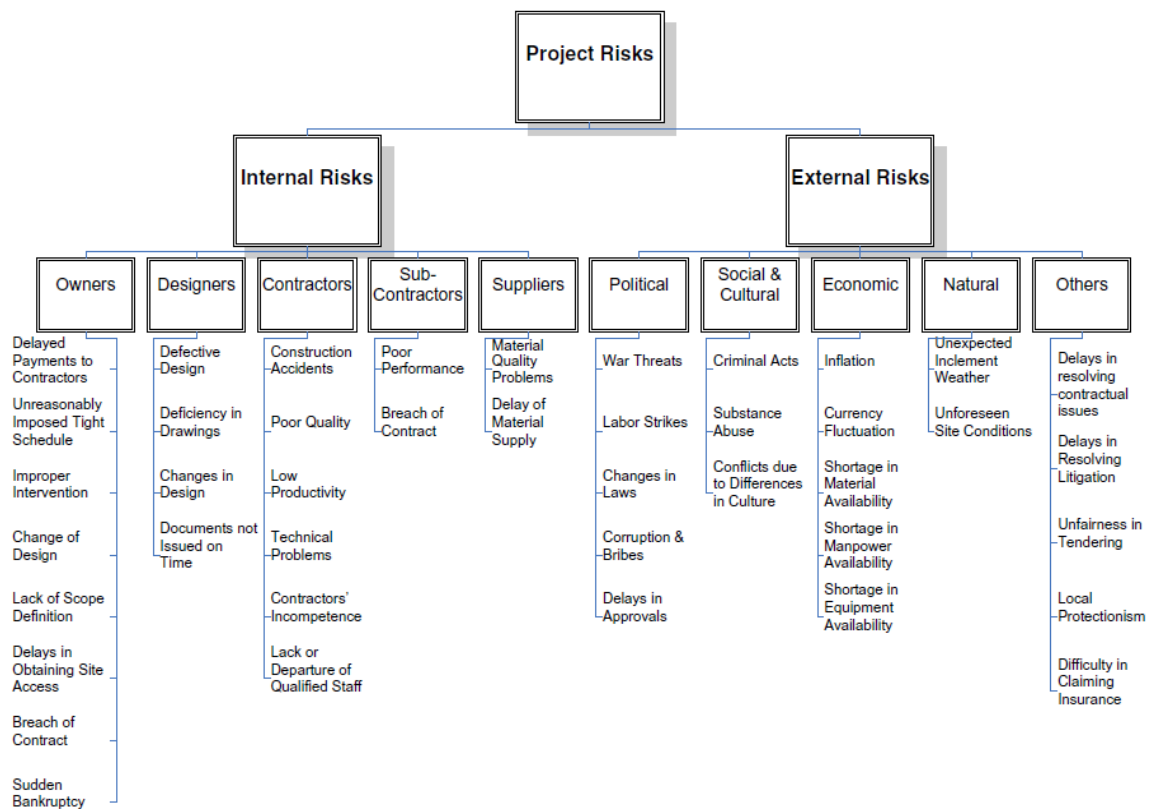 Project Risks
Internal Risks
External Risks
Owners
Designers
Contractors
Sub-
Contractors
Suppliers
Political
Social &
Cultural
Economic
Natural
Others
Delayed
Payments to
Contractors
Unreasonably
Imposed Tight
Schedule
Improper
Intervention
Change of
Design
Lack of Scope
Definition
Delays in
Obtaining Site
Access
Breach of
Contract
Sudden
Bankruptcy
Defective
Design
Deficiency in
Drawings
Changes in
Design
Documents not
Issued on
Time
Construction
Accidents
Poor Quality
Low
Productivity
Technical
Problems
Contractors'
Incompetence
Lack or
Departure of
Qualified Staff
Poor
Performance
Breach of
Contract
Material
Quality
Problems
Delay of
Material
Supply
War Threats
Labor Strikes
Changes in
Laws
Corruption &
Bribes
Delays in
Approvals
Criminal Acts
Substance
Abuse
Conflicts due
to Differences
in Culture
Inflation
Currency
Fluctuation
Shortage in
Material
Availability
Shortage in
Manpower
Availability
Shortage in
Equipment
Availability
Unexpected
Inclement
Weather
Unforeseen
Site Conditions
Delays in
resolving
contractual
issues
Delays in
Resolving
Litigation
Unfairness in
Tendering
Local
Protectionism
Difficulty in
Claiming
Insurance